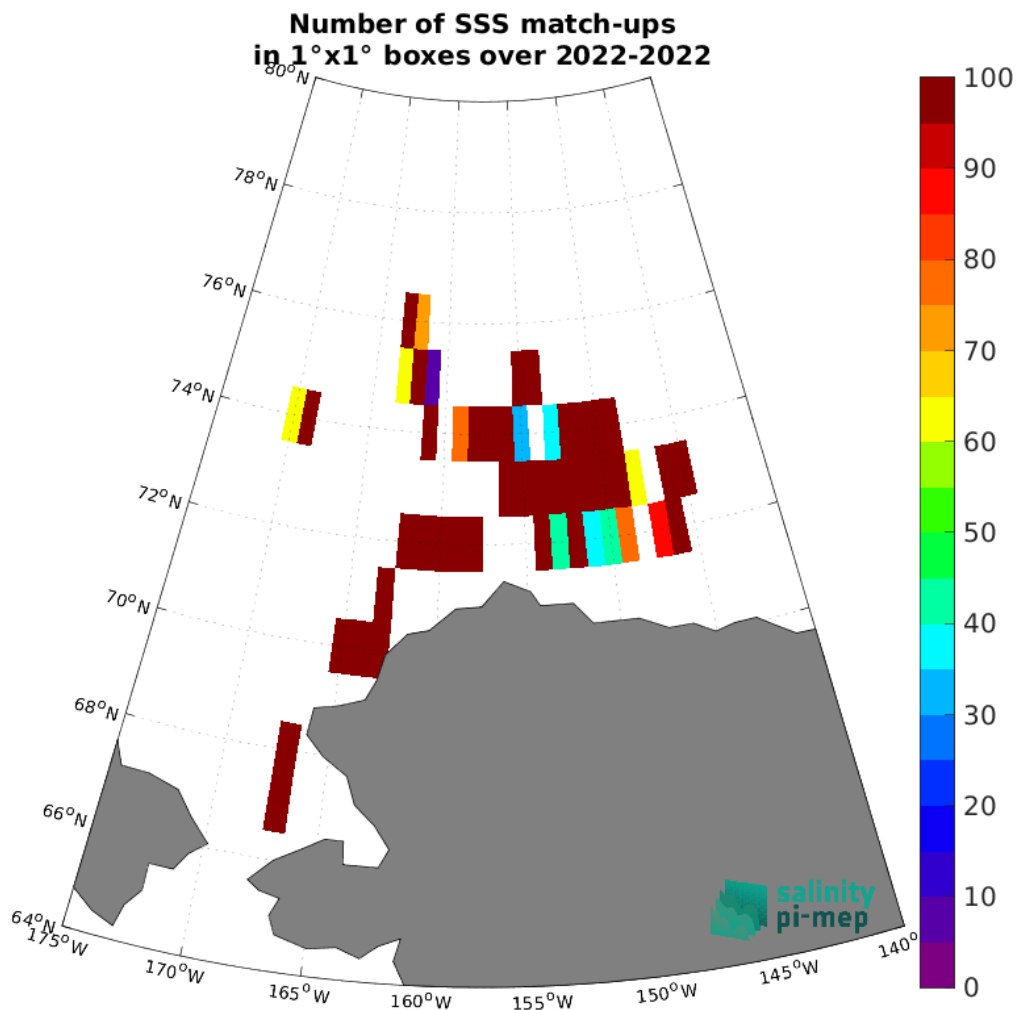 Number of SSS match-ups
in 1°x1° boxes over 2022-2022
80°N
78°N
76°N
74°N
72°N
70°N
68°N
66°N
64°N
175°W
170°W
165°W
160°W
155°W
150°W
145°W
140°
100
90
80
70
60
50
40
30
20
10
0
salinity
pi-mep